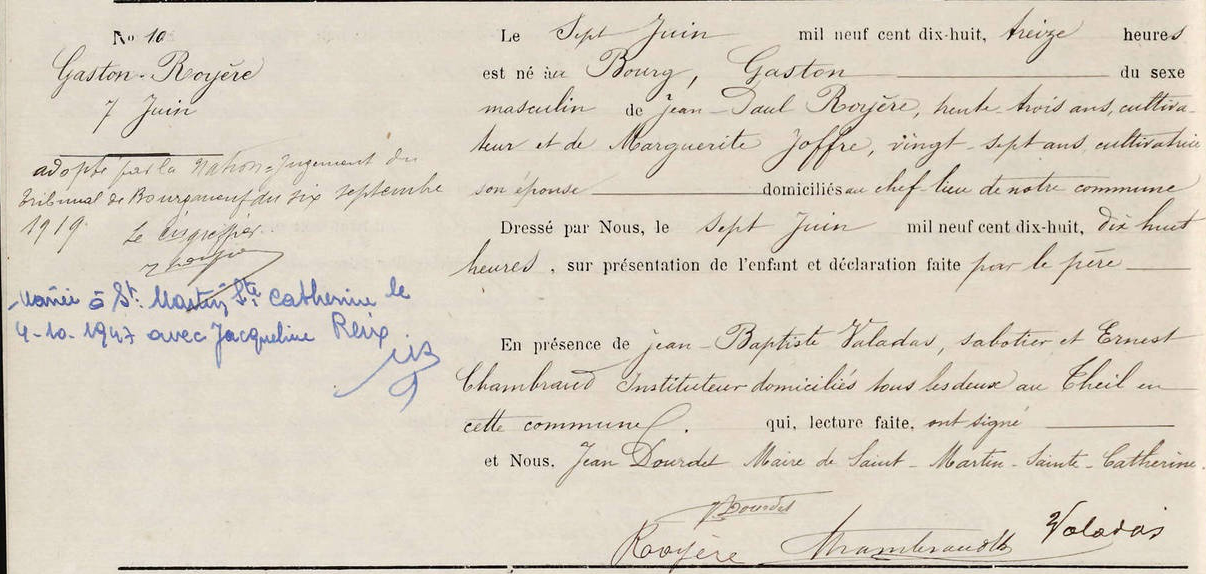 No 10
Gaston-Royère
7 Juin
adopté par la Nation = Jugement du
Tribunal de Bourganeuf du six septembre
1919. Le
Marié à St. Martin Ste Catherine le
4-10-1947 avec Jacqueline Reix
Le Sept Juin mil neuf cent dix-huit, treize heures
est né au Bourg, Gaston du sexe
masculin de Jean-Paul Royère, trente-trois ans, cultiva-
teur et de Marguerite Joffre, vingt-sept ans, cultivatrice
son épouse domiciliés au chef lieu de notre commune
Dressé par Nous, le sept Juin mil neuf cent dix-huit, dix huit
heures, sur présentation de l'enfant et déclaration faite par le père
En présence de Jean-Baptiste Valadas, sabotier et Ernest
Chambraud Instituteur domiciliés tous les deux au Theil en
cette commune. qui, lecture faite, ont signé
et Nous, Jean Dourdet Maire de Saint-Martin-Sainte-Catherine.
Dourdet
Royère Chambraud Valadas